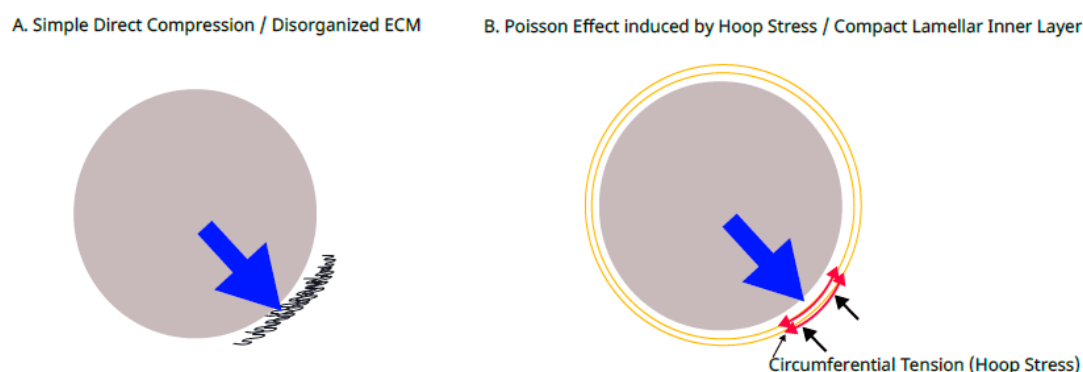 A. Simple Direct Compression / Disorganized ECM
B. Poisson Effect induced by Hoop Stress / Compact Lamellar Inner Layer
Circumferential Tension (Hoop Stress)